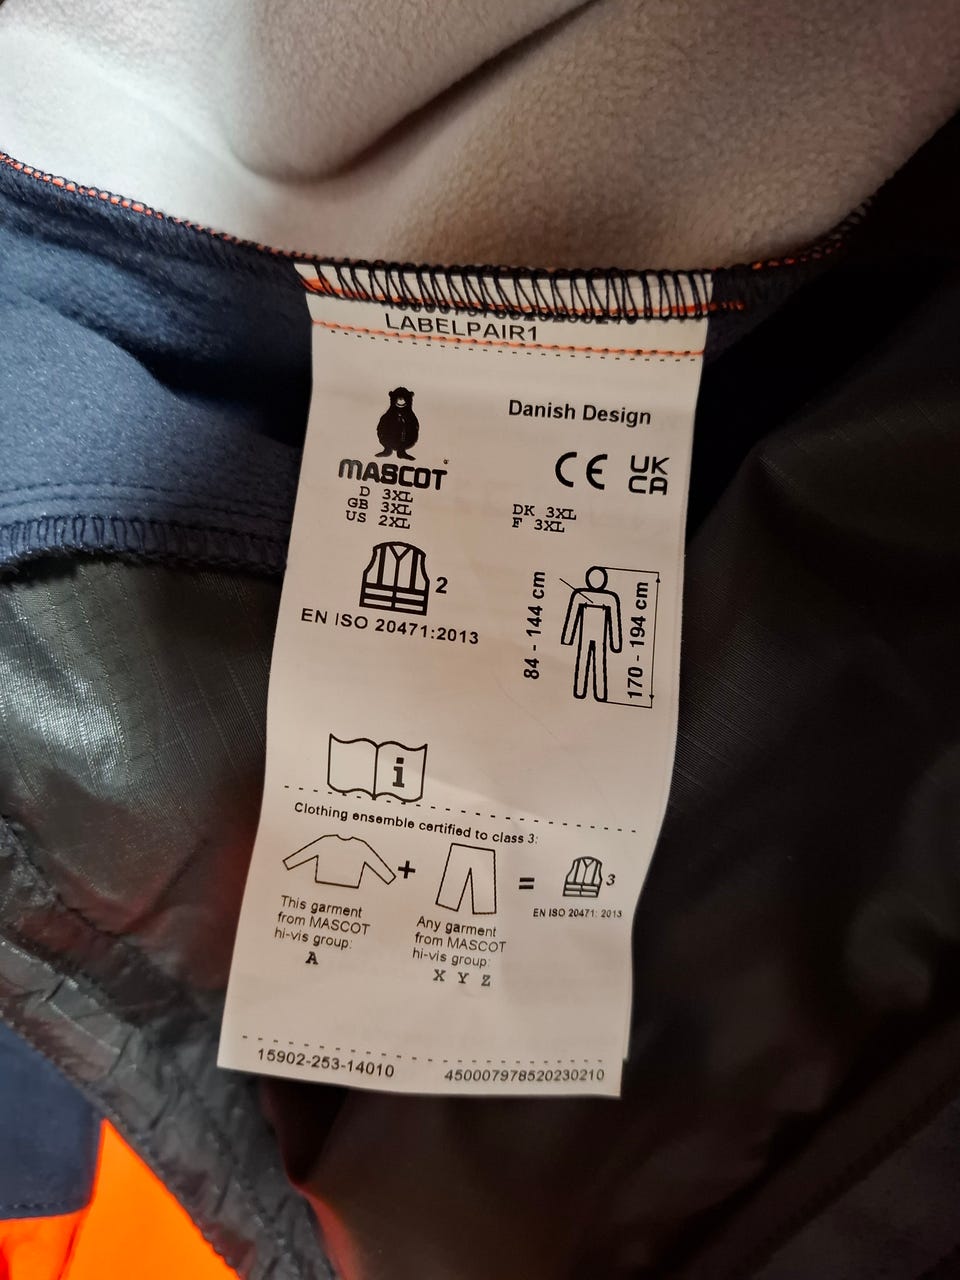 LABELPAIR1
Danish Design
MASCOT
CE UK CA
D 3XL
GB 3XL
US 2XL
DK 3XL
F 3XL
2
EN ISO 20471:2013
84 - 144 cm
170 - 194 cm
i
Clothing ensemble certified to class 3:
+
=
3
EN ISO 20471: 2013
This garment
from MASCOT
hi-vis group:
A
Any garment
from MASCOT
hi-vis group:
X Y Z
15902-253-14010
450007978520230210